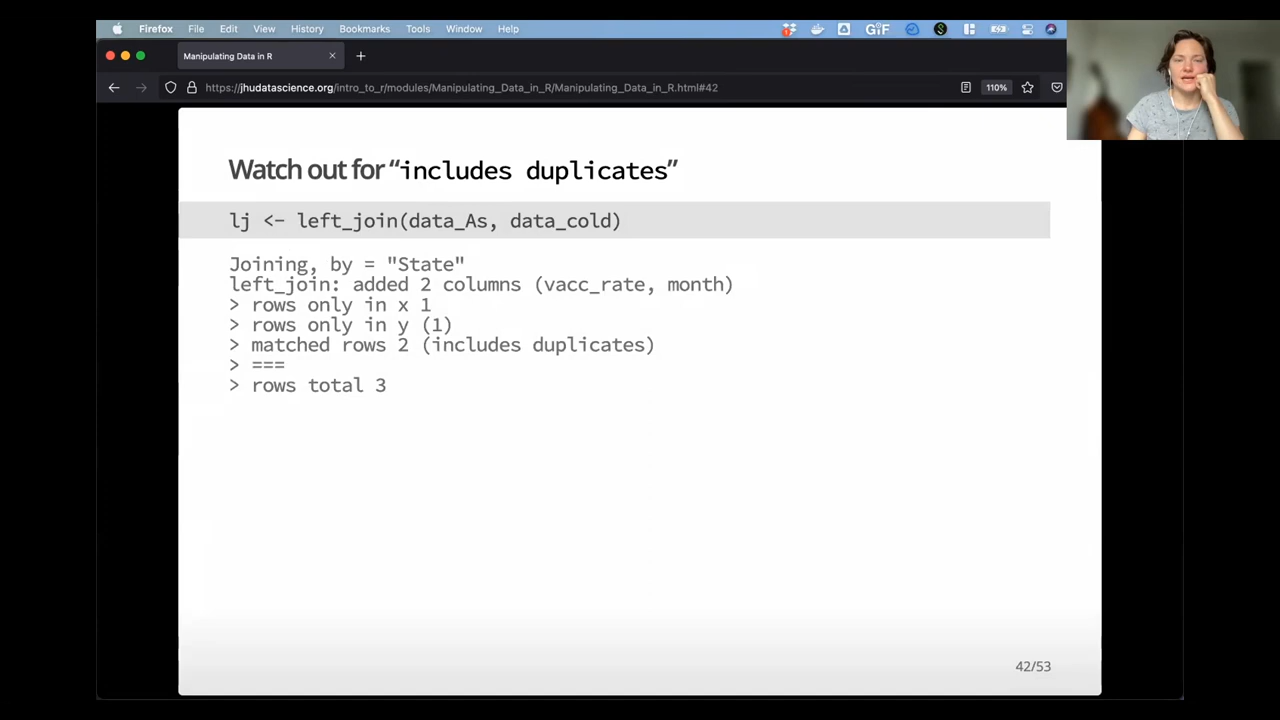 Firefox File Edit View History Bookmarks Tools Window Help GIF
Manipulating Data in R
https://jhudatascience.org/intro_to_r/modules/Manipulating_Data_in_R/Manipulating_Data_in_R.html#42 110%
Watch out for “includes duplicates”
lj <- left_join(data_As, data_cold)
Joining, by = "State"
left_join: added 2 columns (vacc_rate, month)
> rows only in x 1
> rows only in y (1)
> matched rows 2 (includes duplicates)
> ===
> rows total 3
42/53